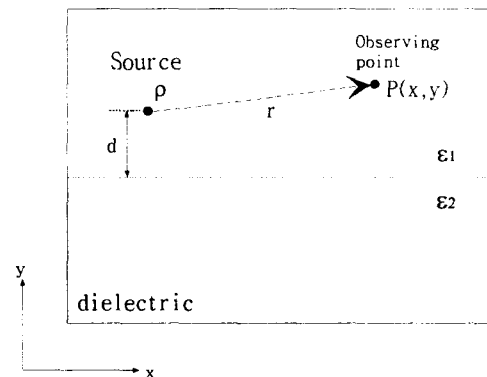 Observing
point
Source
ρ
P(x,y)
r
d
ε1
ε2
y
dielectric
x